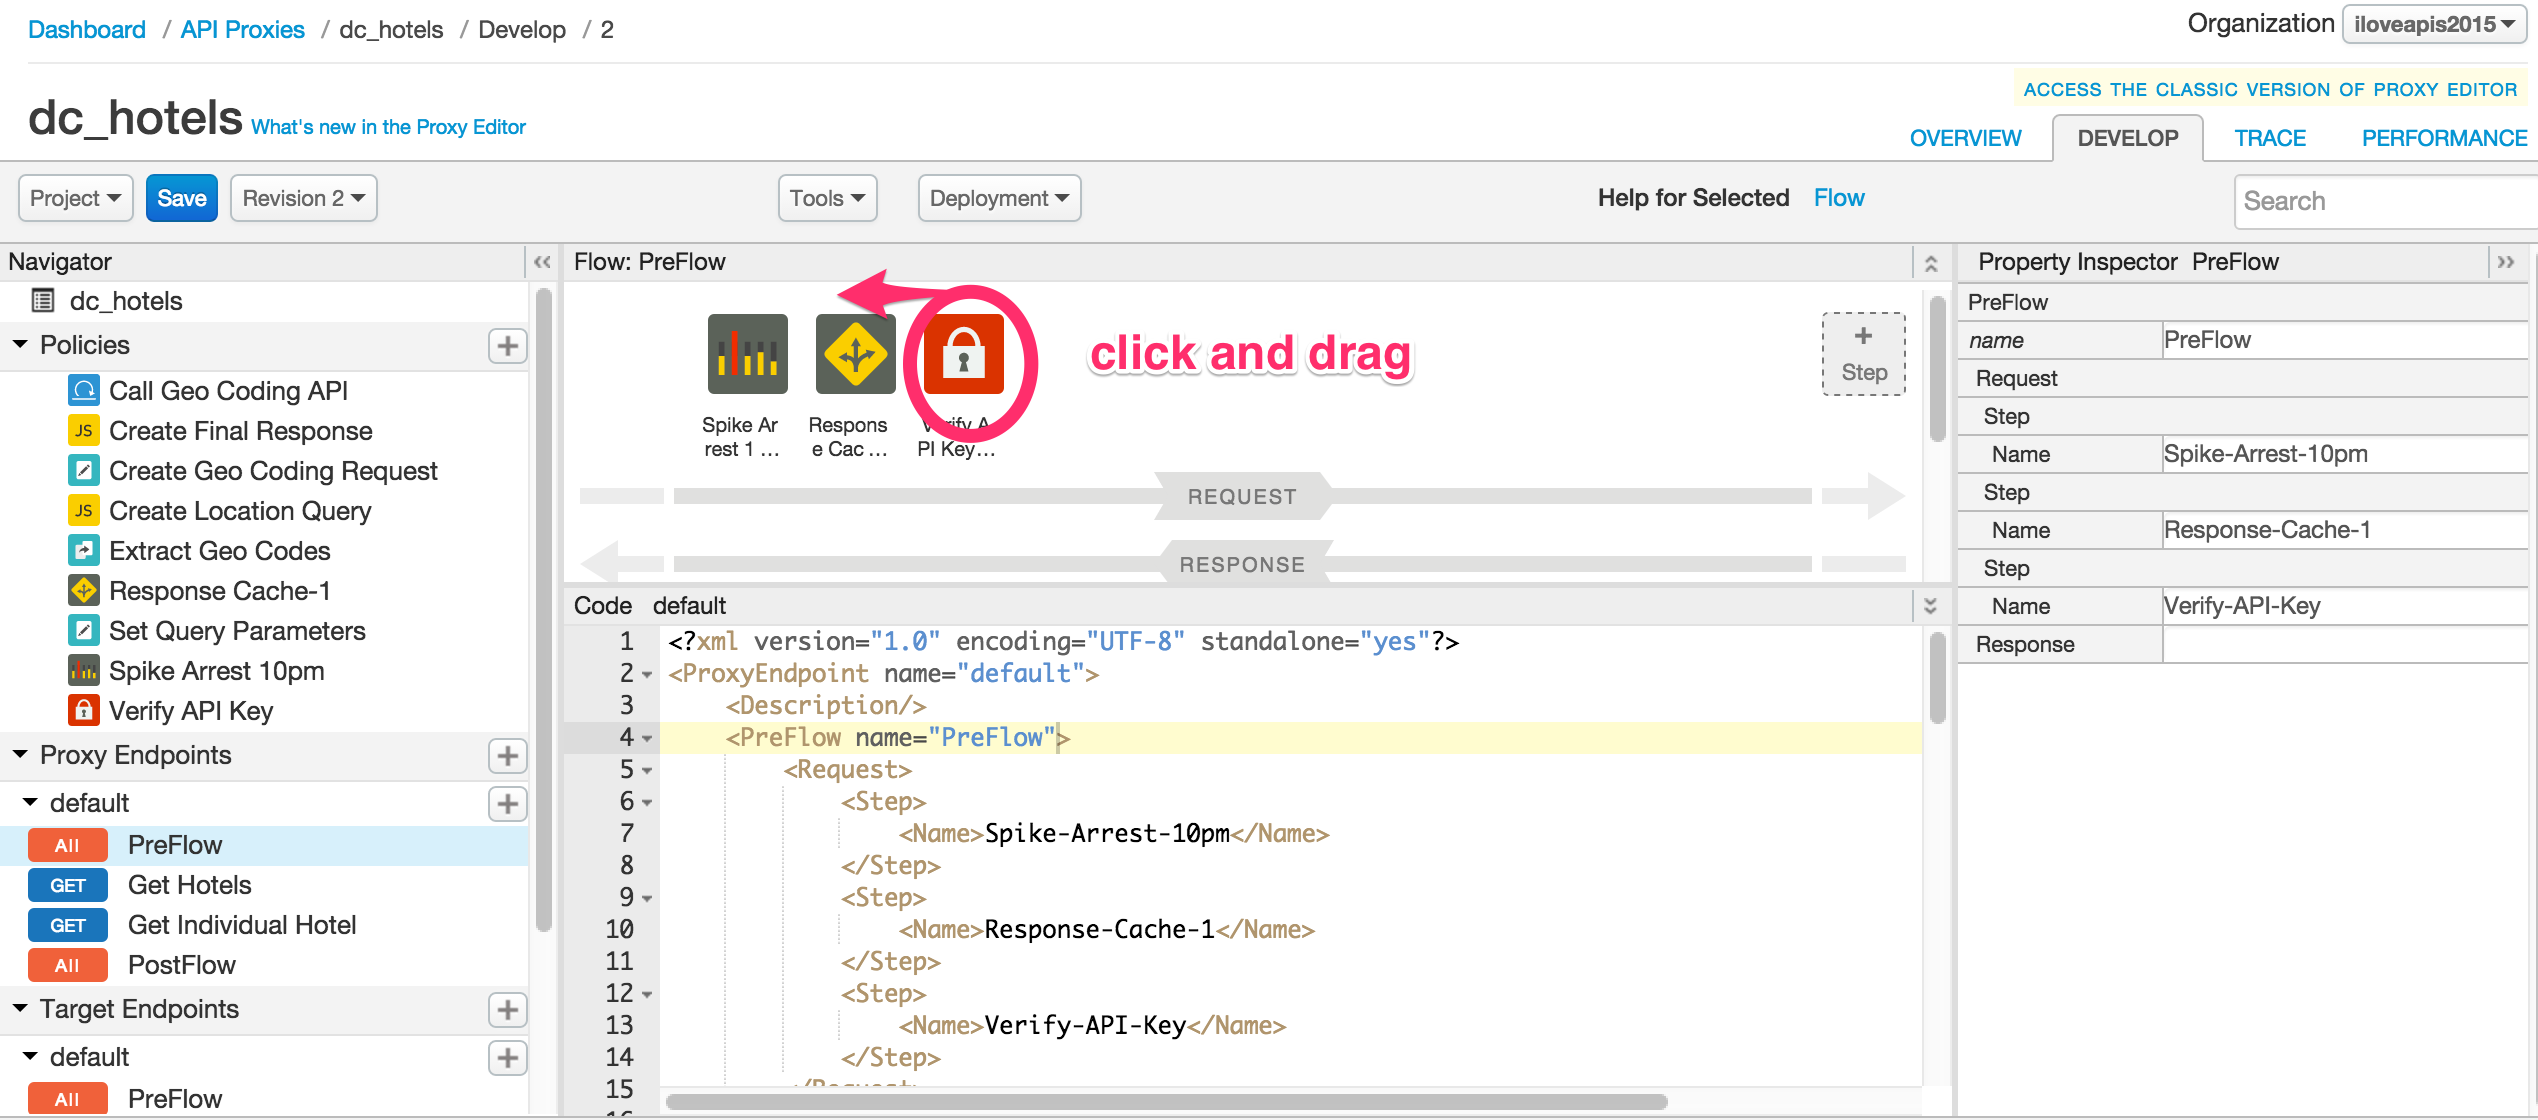 Dashboard / API Proxies / dc_hotels / Develop / 2
Organization iloveapis2015
ACCESS THE CLASSIC VERSION OF PROXY EDITOR
dc_hotels What's new in the Proxy Editor
OVERVIEW DEVELOP TRACE PERFORMANCE
Project Save Revision 2 Tools Deployment Help for Selected Flow Search
Navigator
dc_hotels
Policies
Call Geo Coding API
JS Create Final Response
Create Geo Coding Request
JS Create Location Query
Extract Geo Codes
Response Cache-1
Set Query Parameters
Spike Arrest 10pm
Verify API Key
Proxy Endpoints
default
All PreFlow
GET Get Hotels
GET Get Individual Hotel
All PostFlow
Target Endpoints
default
All PreFlow
Flow: PreFlow
click and drag
+
Step
Spike Ar
rest 1 ...
Respons
e Cac ...
Verify A
PI Key...
REQUEST
RESPONSE
Code default
1 <?xml version="1.0" encoding="UTF-8" standalone="yes"?>
2 <ProxyEndpoint name="default">
3 <Description/>
4 <PreFlow name="PreFlow">
5 <Request>
6 <Step>
7 <Name>Spike-Arrest-10pm</Name>
8 </Step>
9 <Step>
10 <Name>Response-Cache-1</Name>
11 </Step>
12 <Step>
13 <Name>Verify-API-Key</Name>
14 </Step>
15 </Request>
Property Inspector PreFlow
PreFlow
name PreFlow
Request
Step
Name Spike-Arrest-10pm
Step
Name Response-Cache-1
Step
Name Verify-API-Key
Response